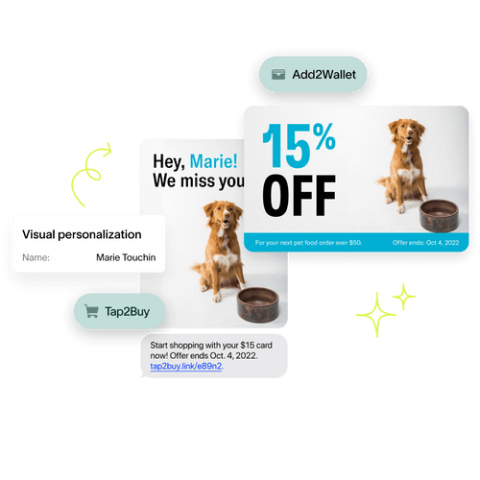 Add2Wallet
15%
OFF
For your next pet food order over $50.
Offer ends: Oct 4, 2022
Hey, Marie!
We miss you
Visual personalization
Name: Marie Touchin
Tap2Buy
Start shopping with your $15 card
now! Offer ends Oct. 4, 2022.
tap2buy.link/e89n2.